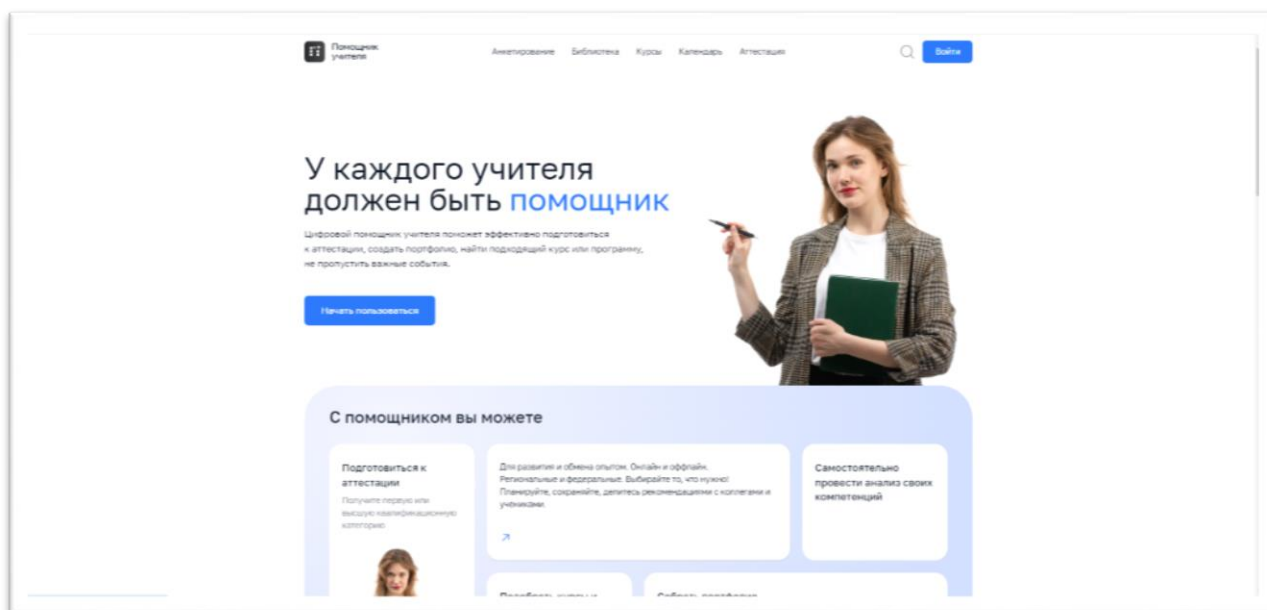 Помощник
учителя
Анкетирование Библиотека Курсы Календарь Аттестация
Войти
У каждого учителя
должен быть помощник
Цифровой помощник учителя поможет эффективно подготовиться
к аттестации, создать портфолио, найти подходящий курс или программу,
не пропустить важные события.
Начать пользоваться
С помощником вы можете
Подготовиться к
аттестации
Получите первую или
высшую квалификационную
категорию
Для развития и обмена опытом. Онлайн и оффлайн.
Региональные и федеральные. Выбирайте то, что нужно!
Планируйте, сохраняйте, делитесь рекомендациями с коллегами и
учениками.
Самостоятельно
провести анализ своих
компетенций